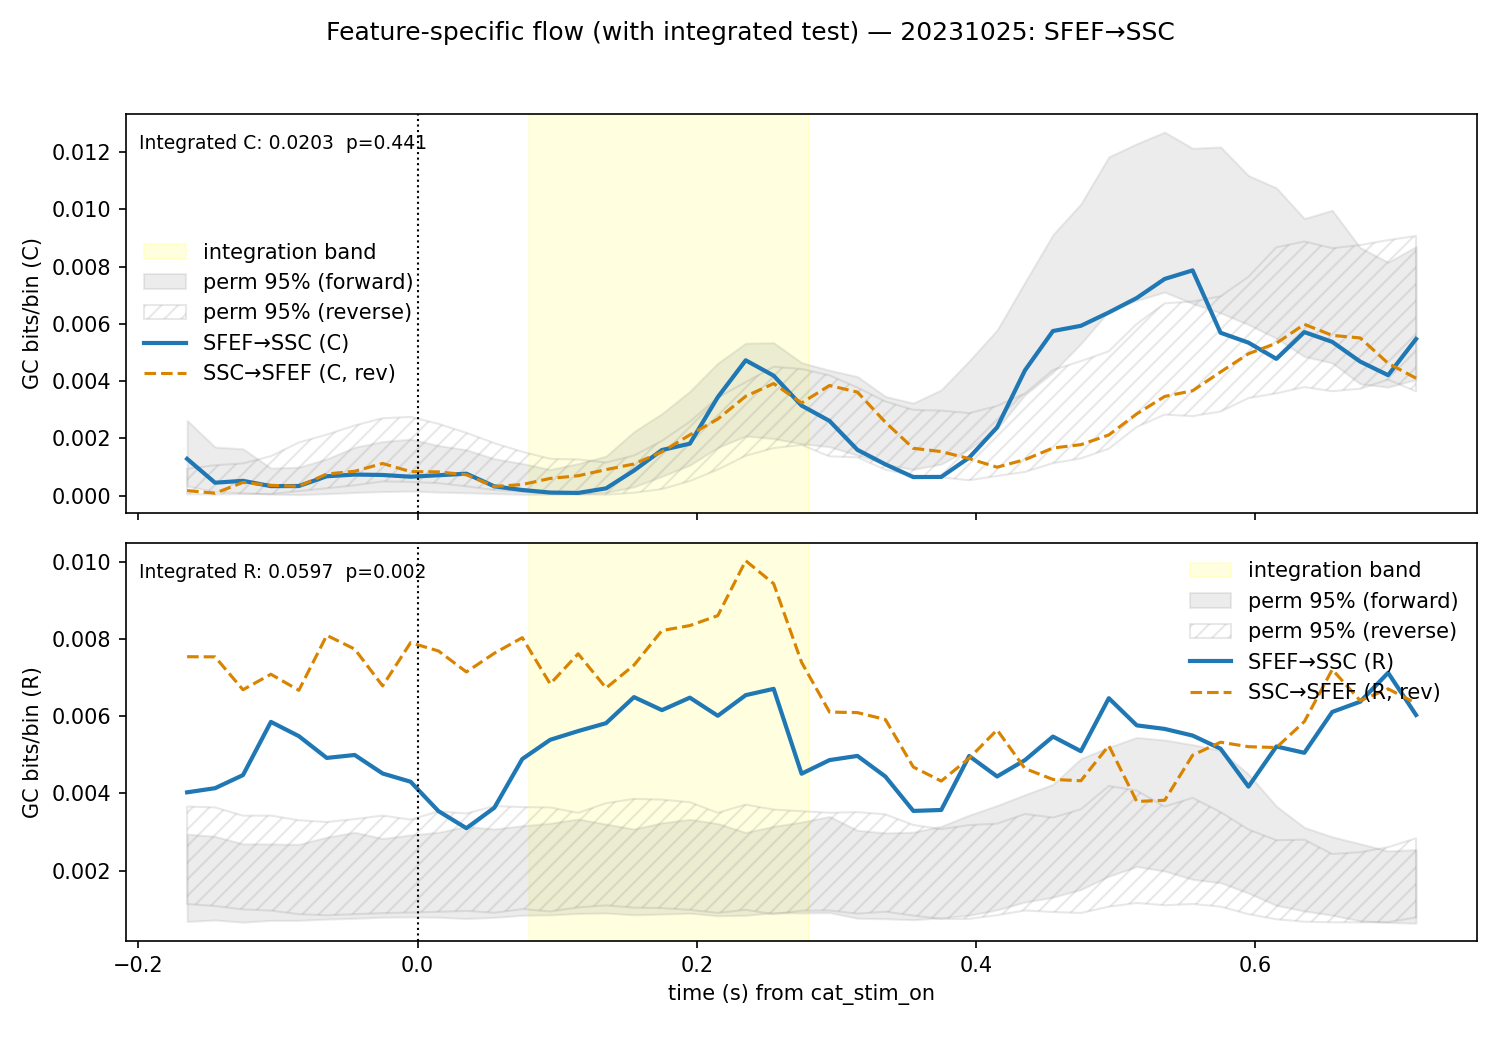 Feature-specific flow (with integrated test) — 20231025: SFEF→SSC
Integrated C: 0.0203  p=0.441
integration band
perm 95% (forward)
perm 95% (reverse)
SFEF→SSC (C)
SSC→SFEF (C, rev)
GC bits/bin (C)
0.012
0.010
0.008
0.006
0.004
0.002
0.000
Integrated R: 0.0597  p=0.002
integration band
perm 95% (forward)
perm 95% (reverse)
SFEF→SSC (R)
SSC→SFEF (R, rev)
GC bits/bin (R)
0.010
0.008
0.006
0.004
0.002
−0.2
0.0
0.2
0.4
0.6
time (s) from cat_stim_on